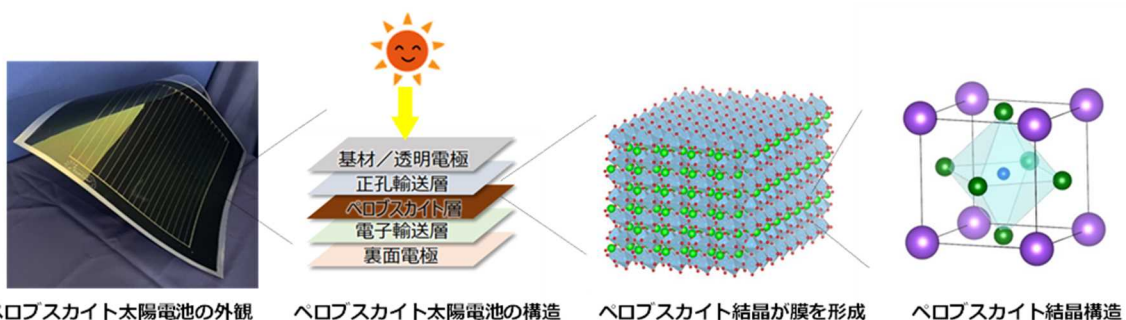 基材／透明電極
正孔輸送層
ペロブスカイト層
電子輸送層
裏面電極
ペロブスカイト太陽電池の外観
ペロブスカイト太陽電池の構造
ペロブスカイト結晶が膜を形成
ペロブスカイト結晶構造